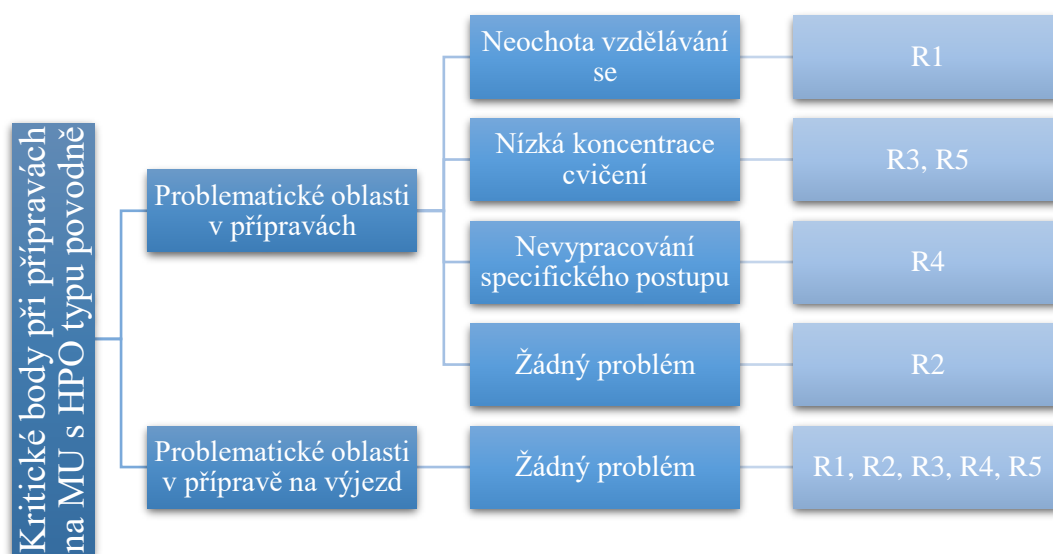 Kritické body při přípravách
na MU s HPO typu povodně
Problematické oblasti
v přípravách
Neochota vzdělávání
se
R1
Nízká koncentrace
cvičení
R3, R5
Nevypracování
specifického postupu
R4
Žádný problém
R2
Problematické oblasti
v přípravě na výjezd
Žádný problém
R1, R2, R3, R4, R5